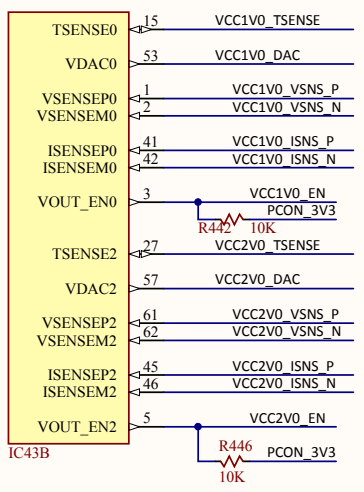 TSENSE0 15 VCC1V0_TSENSE
VDAC0 53 VCC1V0_DAC
VSENSEP0 1 VCC1V0_VSNS_P
VSENSEM0 2 VCC1V0_VSNS_N
ISENSEP0 41 VCC1V0_ISNS_P
ISENSEM0 42 VCC1V0_ISNS_N
VOUT_EN0 3 VCC1V0_EN
PCON_3V3
R442 10K
TSENSE2 27 VCC2V0_TSENSE
VDAC2 57 VCC2V0_DAC
VSENSEP2 61 VCC2V0_VSNS_P
VSENSEM2 62 VCC2V0_VSNS_N
ISENSEP2 45 VCC2V0_ISNS_P
ISENSEM2 46 VCC2V0_ISNS_N
VOUT_EN2 5 VCC2V0_EN
IC43B
R446 PCON_3V3
10K